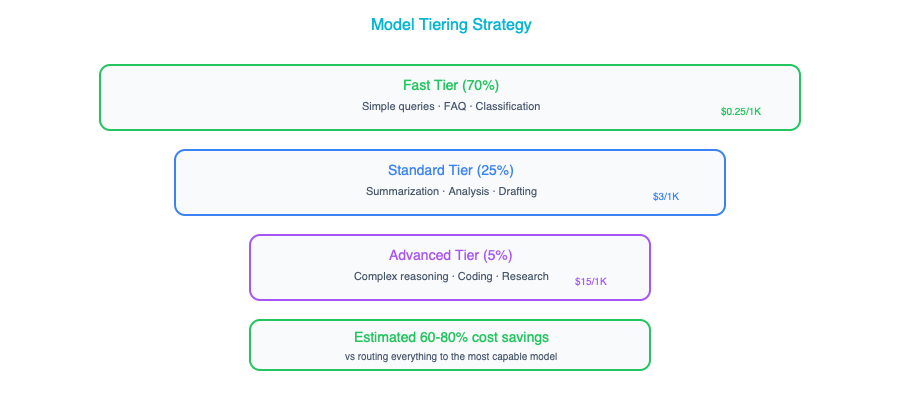 Model Tiering Strategy
Fast Tier (70%)
Simple queries · FAQ · Classification
$0.25/1K
Standard Tier (25%)
Summarization · Analysis · Drafting
$3/1K
Advanced Tier (5%)
Complex reasoning · Coding · Research
$15/1K
Estimated 60-80% cost savings
vs routing everything to the most capable model